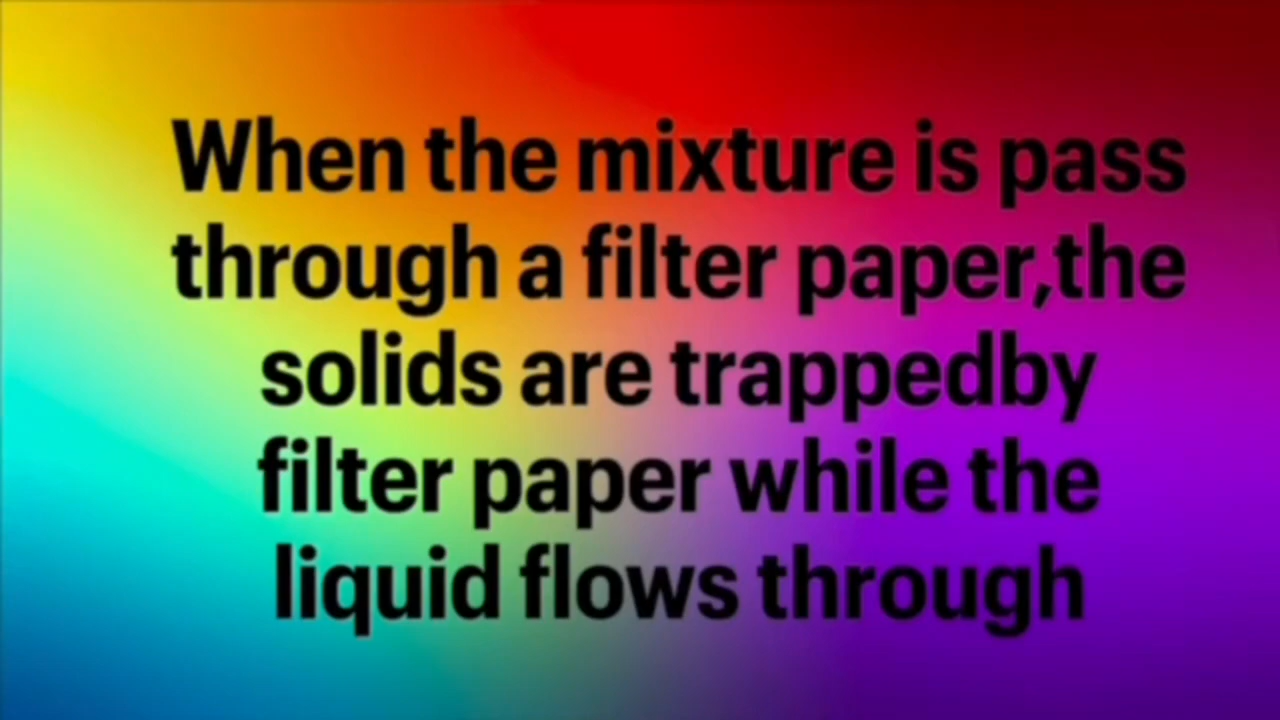 When the mixture is pass
through a filter paper,the
solids are trappedby
filter paper while the
liquid flows through